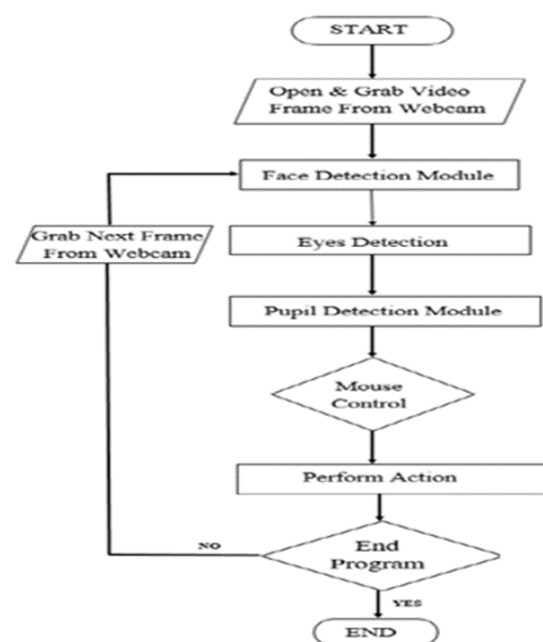 START
Open & Grab Video
Frame From Webcam
Face Detection Module
Grab Next Frame
From Webcam
Eyes Detection
Pupil Detection Module
Mouse
Control
Perform Action
End
Program
NO
YES
END